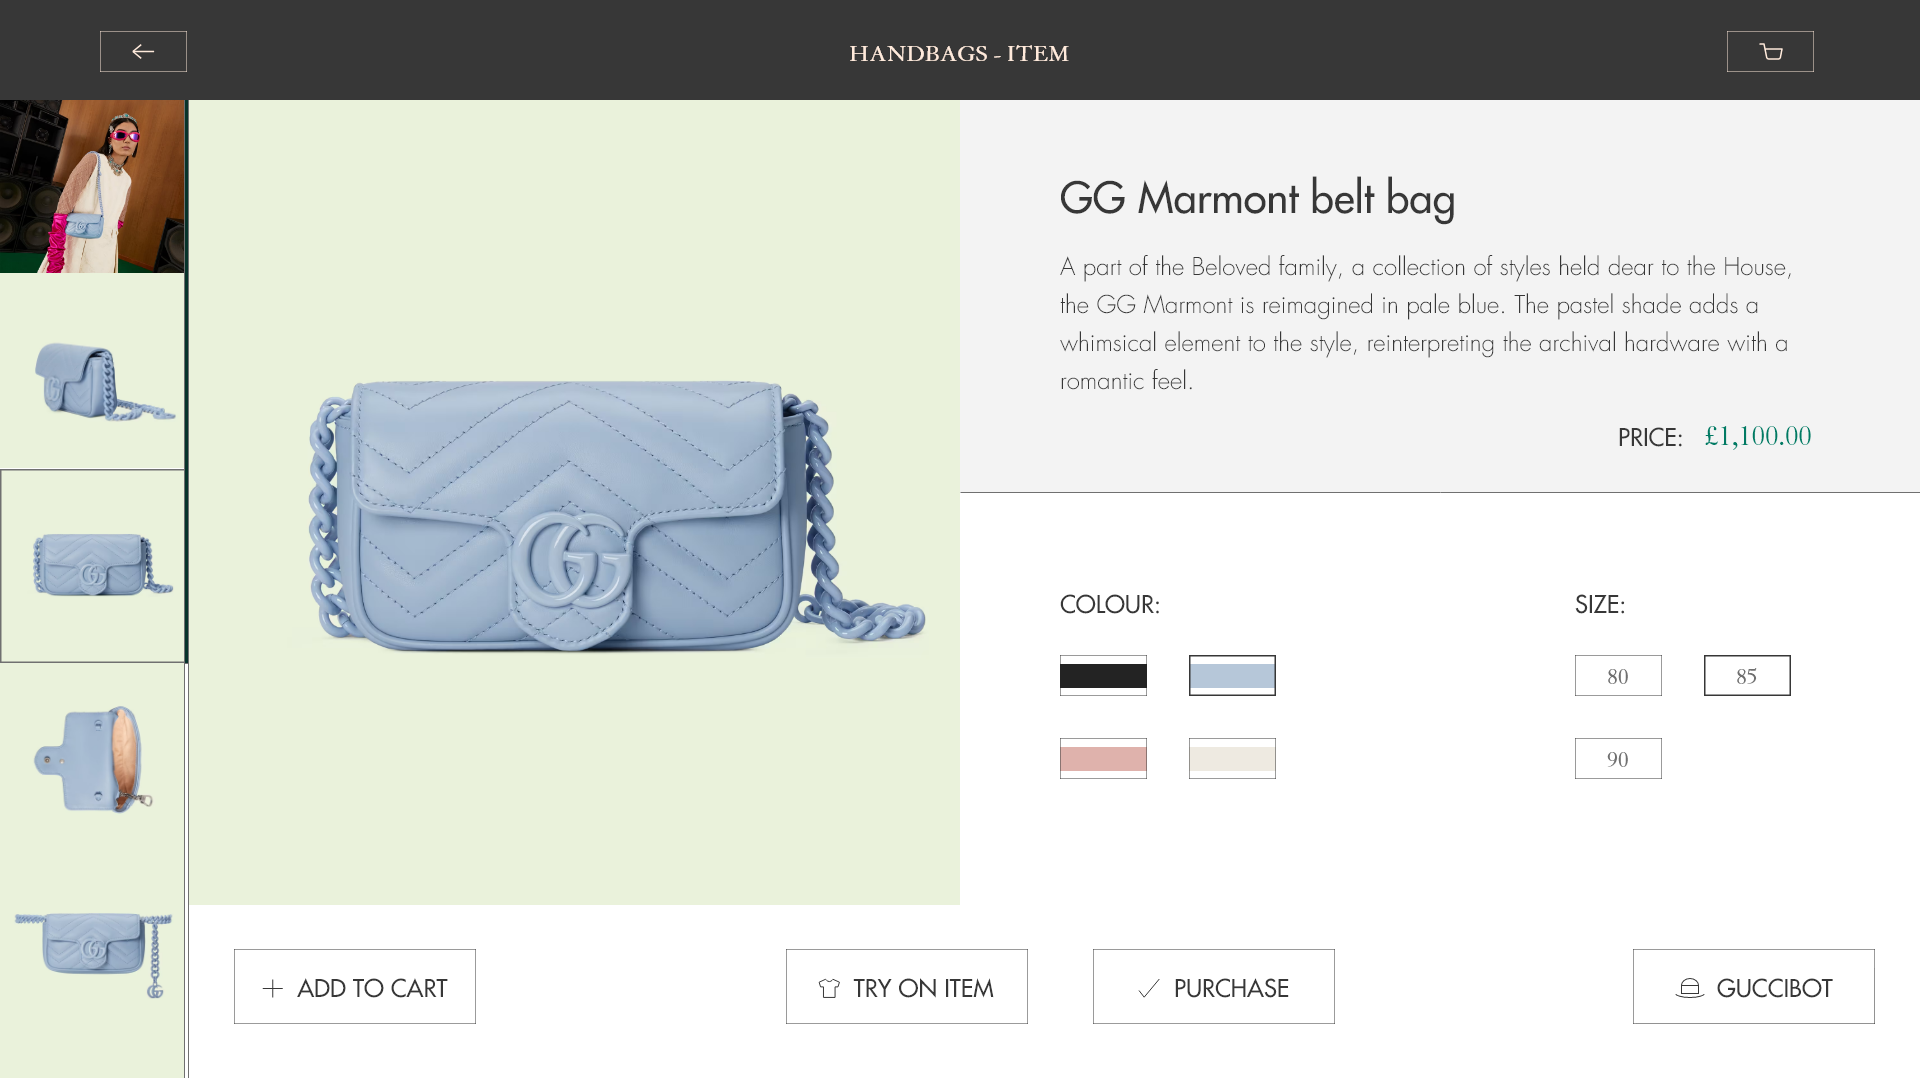 HANDBAGS - ITEM
GG Marmont belt bag
A part of the Beloved family, a collection of styles held dear to the House,
the GG Marmont is reimagined in pale blue. The pastel shade adds a
whimsical element to the style, reinterpreting the archival hardware with a
romantic feel.
PRICE: £1,100.00
COLOUR:
SIZE:
80
85
90
GG
ADD TO CART
TRY ON ITEM
PURCHASE
GUCCIBOT